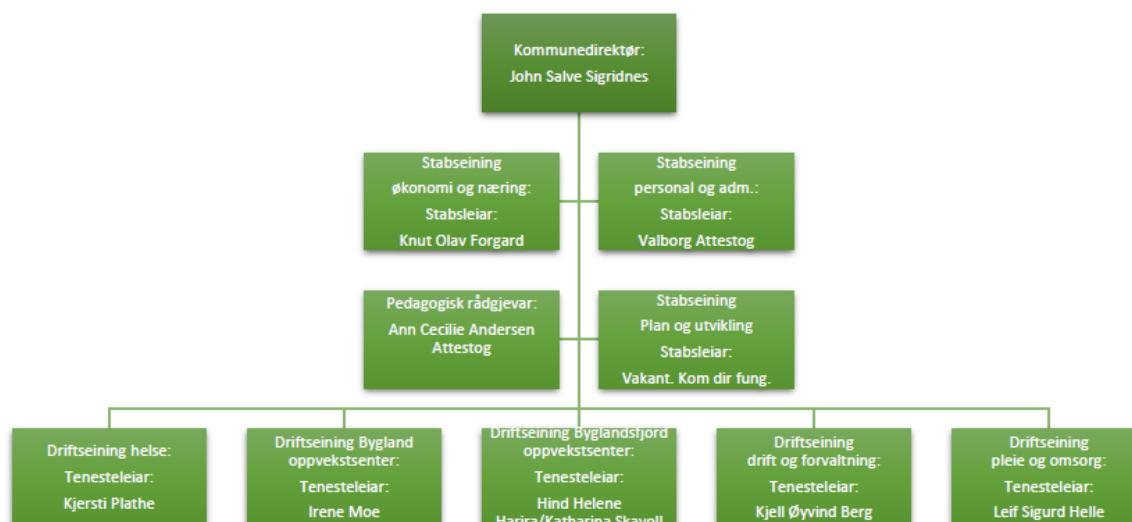 Kommunedirektør:
John Salve Sigridnes
Stabseining
økonomi og næring:
Stabsleiar:
Knut Olav Forgard
Stabseining
personal og adm.:
Stabsleiar:
Valborg Attestog
Pedagogisk rådgjevar:
Ann Cecilie Andersen
Attestog
Stabseining
Plan og utvikling
Stabsleiar:
Vakant. Kom dir fung.
Driftseining helse:
Tenesteleiar:
Kjersti Plathe
Driftseining Bygland
oppvekstsenter:
Tenesteleiar:
Irene Moe
Driftseining Byglandsfjord
oppvekstsenter:
Tenesteleiar:
Hind Helene
Harira/Katharina Skavoll
Driftseining
drift og forvaltning:
Tenesteleiar:
Kjell Øyvind Berg
Driftseining
pleie og omsorg:
Tenesteleiar:
Leif Sigurd Helle